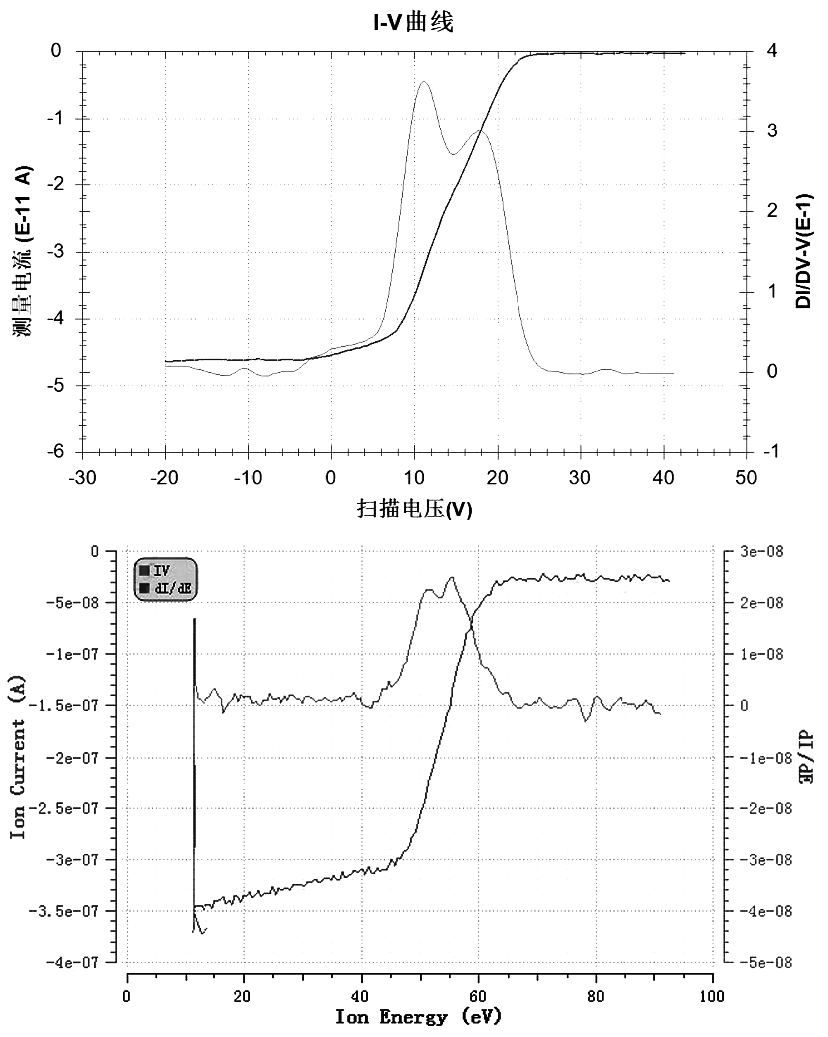 I-V曲线
0
-1
-2
-3
-4
-5
-6
测量电流 (E-11 A)
4
3
2
1
0
-1
DI/DV-V(E-1)
-30 -20 -10 0 10 20 30 40 50
扫描电压(V)
IV
dI/dE
0
-5e-08
-1e-07
-1.5e-07
-2e-07
-2.5e-07
-3e-07
-3.5e-07
-4e-07
Ion Current (A)
3e-08
2e-08
1e-08
0
-1e-08
-2e-08
-3e-08
-4e-08
-5e-08
dI/dE
0 20 40 60 80 100
Ion Energy (eV)